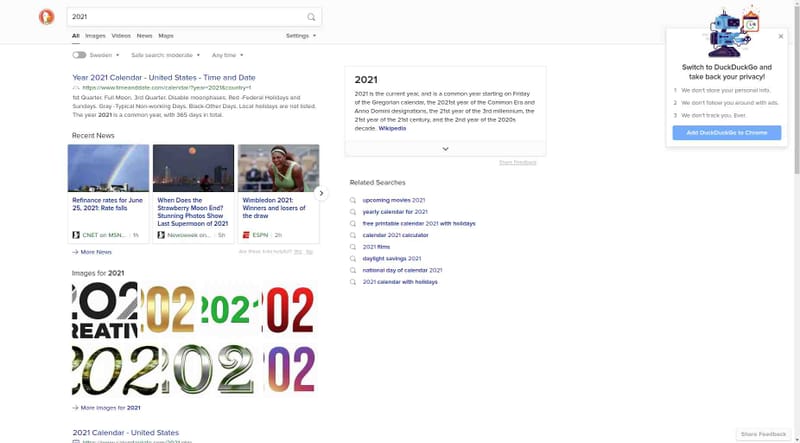 2021
All Images Videos News Maps Settings
Sweden Safe search: moderate Any time
Year 2021 Calendar - United States - Time and Date
https://www.timeanddate.com/calendar/?year=2021&country=1
1st Quarter. Full Moon. 3rd Quarter. Disable moonphases. Red -Federal Holidays and
Sundays. Gray -Typical Non-working Days. Black-Other Days. Local holidays are not listed.
The year 2021 is a common year, with 365 days in total.
Recent News
Refinance rates for June
25, 2021: Rate falls
CNET on MSN... · 1h
When Does the
Strawberry Moon End?
Stunning Photos Show
Last Supermoon of 2021
Newsweek on... · 5h
Wimbledon 2021:
Winners and losers of
the draw
ESPN · 2h
More News
Are these links helpful? Yes No
Images for 2021
202
REATIV
202
2021
202
202
202
202
More Images for 2021
2021 Calendar - United States
2021
2021 is the current year, and is a common year starting on Friday
of the Gregorian calendar, the 2021st year of the Common Era and
Anno Domini designations, the 21st year of the 3rd millennium, the
21st year of the 21st century, and the 2nd year of the 2020s
decade. Wikipedia
Share Feedback
Related Searches
upcoming movies 2021
yearly calendar for 2021
free printable calendar 2021 with holidays
calendar 2021 calculator
2021 films
daylight savings 2021
national day of calendar 2021
2021 calendar with holidays
Switch to DuckDuckGo and
take back your privacy!
1 We don't store your personal info.
2 We don't follow you around with ads.
3 We don't track you. Ever.
Add DuckDuckGo to Chrome
Share Feedback